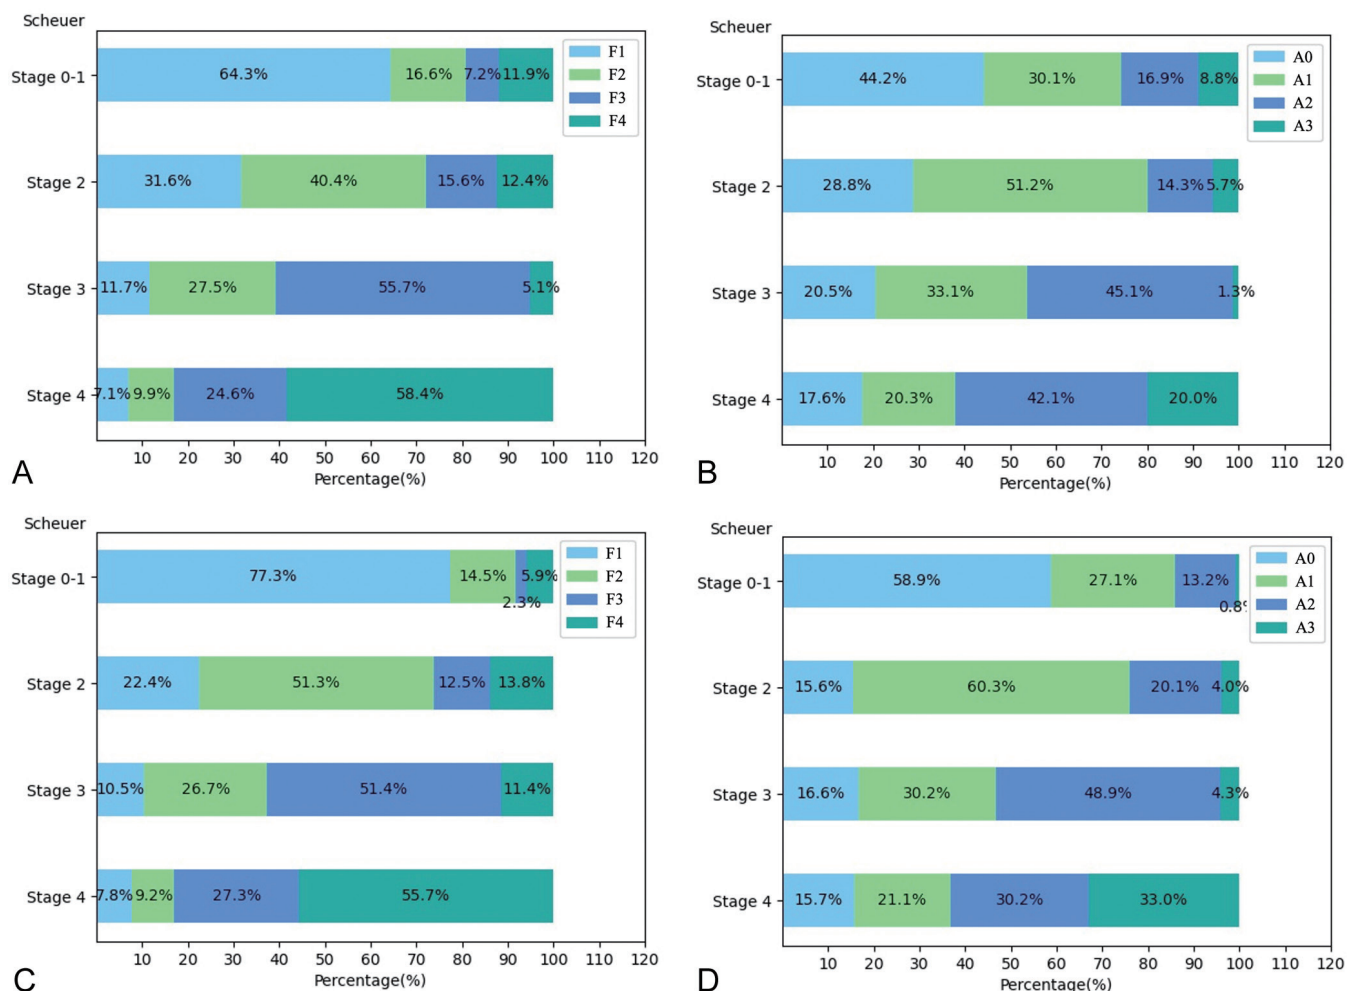 Scheuer
Stage 0-1 64.3% 16.6% 7.2% 11.9%
F1
F2
F3
F4
Stage 2 31.6% 40.4% 15.6% 12.4%
Stage 3 11.7% 27.5% 55.7% 5.1%
Stage 4 7.1% 9.9% 24.6% 58.4%
10 20 30 40 50 60 70 80 90 100 110 120
Percentage(%)
A
Scheuer
Stage 0-1 44.2% 30.1% 16.9% 8.8%
A0
A1
A2
A3
Stage 2 28.8% 51.2% 14.3% 5.7%
Stage 3 20.5% 33.1% 45.1% 1.3%
Stage 4 17.6% 20.3% 42.1% 20.0%
10 20 30 40 50 60 70 80 90 100 110 120
Percentage(%)
B
Scheuer
Stage 0-1 77.3% 14.5% 2.3% 5.9%
F1
F2
F3
F4
Stage 2 22.4% 51.3% 12.5% 13.8%
Stage 3 10.5% 26.7% 51.4% 11.4%
Stage 4 7.8% 9.2% 27.3% 55.7%
10 20 30 40 50 60 70 80 90 100 110 120
Percentage(%)
C
Scheuer
Stage 0-1 58.9% 27.1% 13.2% 0.8%
A0
A1
A2
A3
Stage 2 15.6% 60.3% 20.1% 4.0%
Stage 3 16.6% 30.2% 48.9% 4.3%
Stage 4 15.7% 21.1% 30.2% 33.0%
10 20 30 40 50 60 70 80 90 100 110 120
Percentage(%)
D